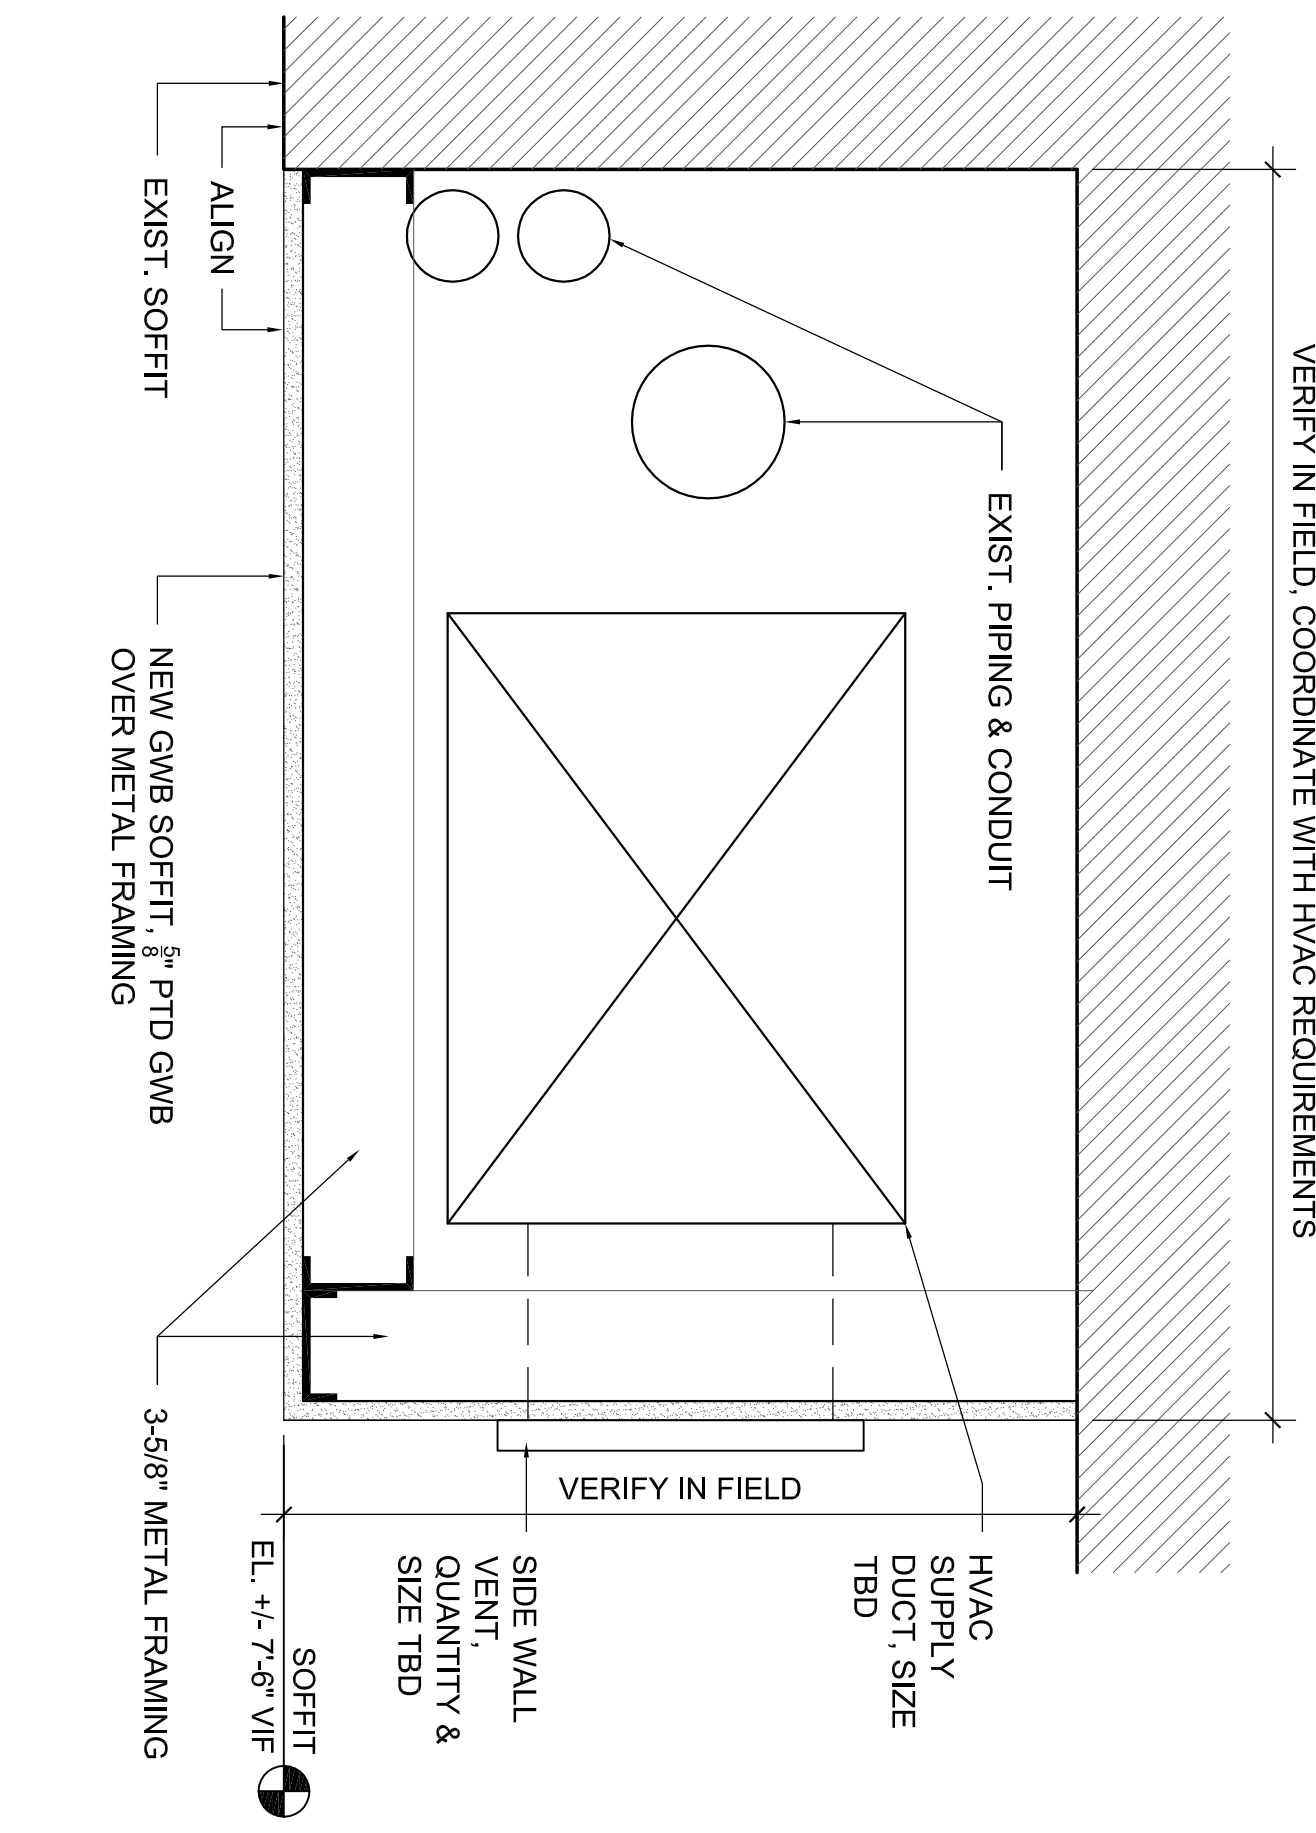 VERIFY IN FIELD, COORDINATE WITH HVAC REQUIREMENTS
EXIST. PIPING & CONDUIT
HVAC
SUPPLY
DUCT, SIZE
TBD
VERIFY IN FIELD
SIDE WALL
VENT,
QUANTITY &
SIZE TBD
SOFFIT
EL. +/- 7'-6" VIF
ALIGN
EXIST. SOFFIT
NEW GWB SOFFIT, 5/8" PTD GWB
OVER METAL FRAMING
3-5/8" METAL FRAMING